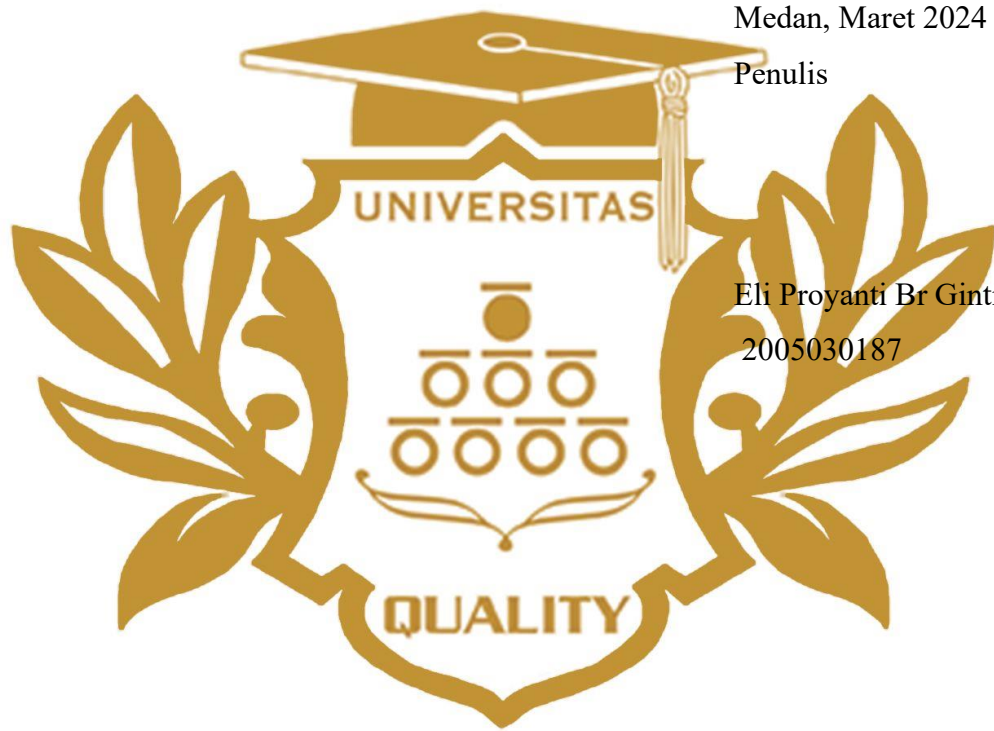 Medan, Maret 2024
Penulis
UNIVERSITAS
Eli Proyanti Br
2005030187
QUALITY